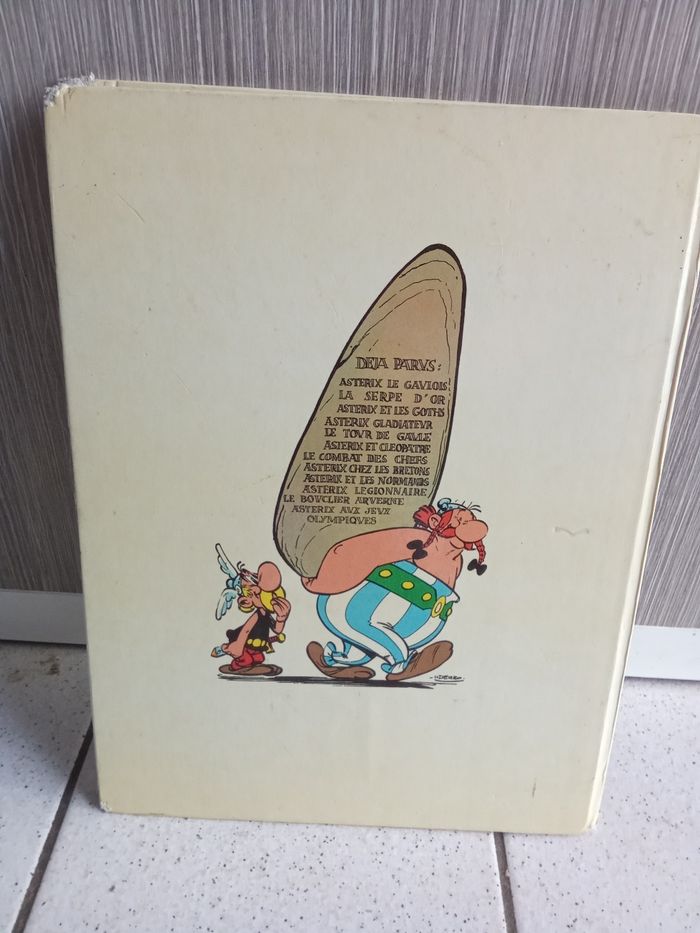 DEJA PARVS:
ASTERIX LE GAVLOIS
LA SERPE D'OR
ASTERIX ET LES GOTHS
ASTERIX GLADIATEVR
LE TOVR DE GAVLE
ASTERIX ET CLEOPATRE
LE COMBAT DES CHEFS
ASTERIX CHEZ LES BRETONS
ASTERIX ET LES NORMANDS
ASTERIX LEGIONNAIRE
LE BOVCLIER ARVERNE
ASTERIX AVX JEVX
OLYMPIQVES
-UDERZO-